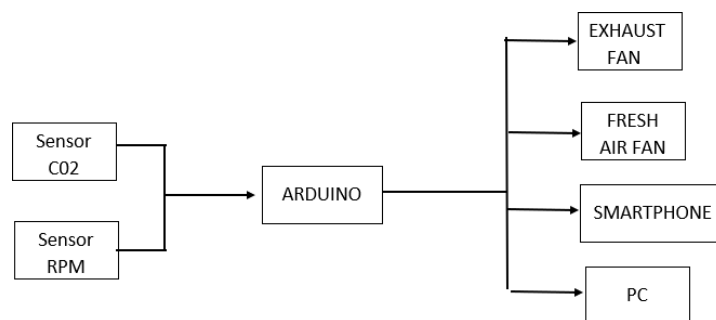 Sensor
C02
Sensor
RPM
ARDUINO
EXHAUST
FAN
FRESH
AIR FAN
SMARTPHONE
PC